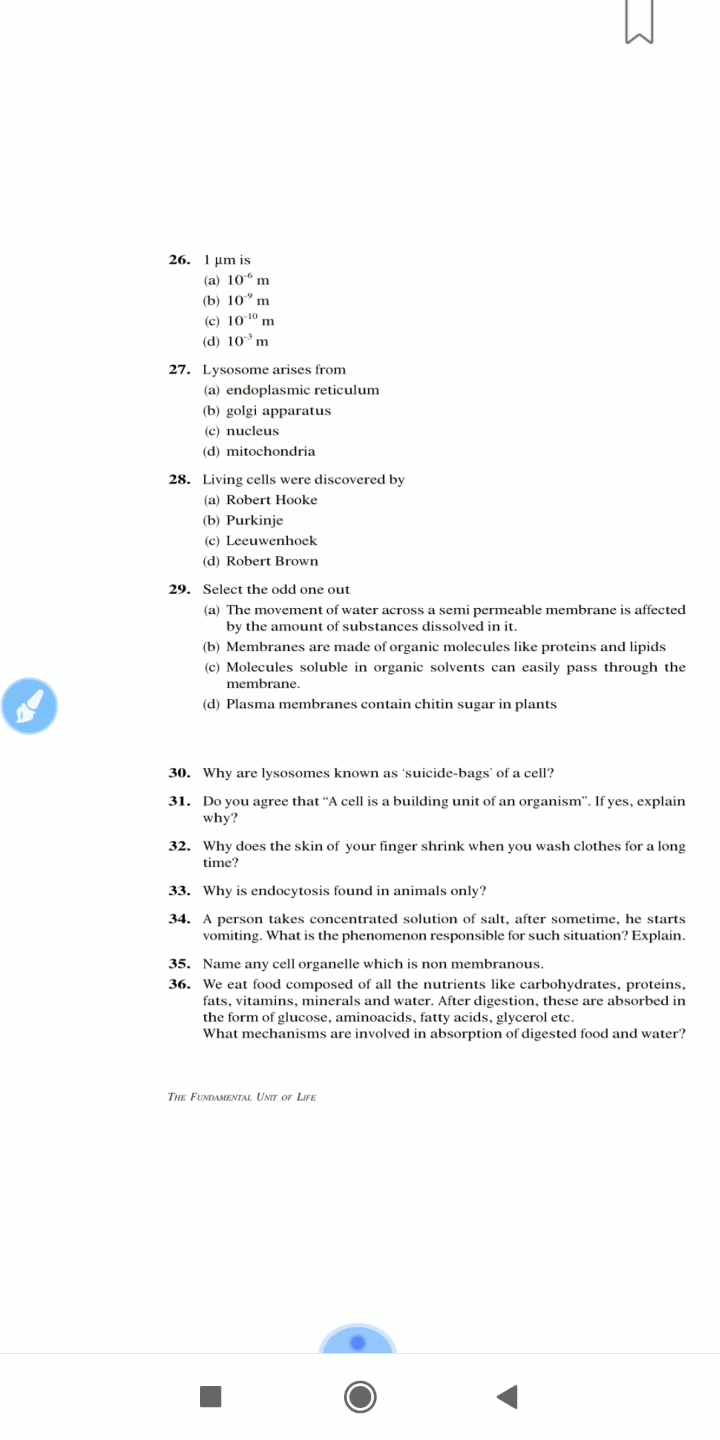 26. 1 µm is
(a) 10⁻⁶ m
(b) 10⁻⁹ m
(c) 10⁻¹⁰ m
(d) 10⁻³ m
27. Lysosome arises from
(a) endoplasmic reticulum
(b) golgi apparatus
(c) nucleus
(d) mitochondria
28. Living cells were discovered by
(a) Robert Hooke
(b) Purkinje
(c) Leeuwenhoek
(d) Robert Brown
29. Select the odd one out
(a) The movement of water across a semi permeable membrane is affected
by the amount of substances dissolved in it.
(b) Membranes are made of organic molecules like proteins and lipids
(c) Molecules soluble in organic solvents can easily pass through the
membrane.
(d) Plasma membranes contain chitin sugar in plants
30. Why are lysosomes known as ‘suicide-bags’ of a cell?
31. Do you agree that “A cell is a building unit of an organism”. If yes, explain
why?
32. Why does the skin of your finger shrink when you wash clothes for a long
time?
33. Why is endocytosis found in animals only?
34. A person takes concentrated solution of salt, after sometime, he starts
vomiting. What is the phenomenon responsible for such situation? Explain.
35. Name any cell organelle which is non membranous.
36. We eat food composed of all the nutrients like carbohydrates, proteins,
fats, vitamins, minerals and water. After digestion, these are absorbed in
the form of glucose, aminoacids, fatty acids, glycerol etc.
What mechanisms are involved in absorption of digested food and water?
THE FUNDAMENTAL UNIT OF LIFE